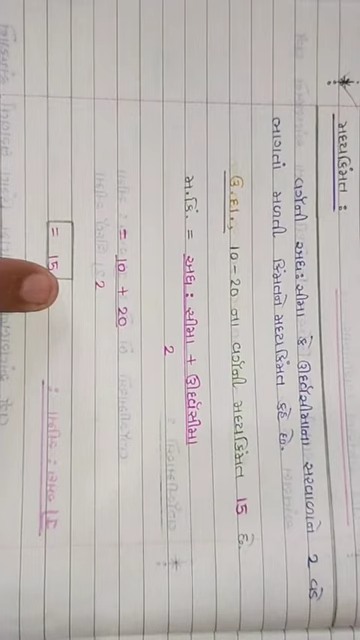 મધ્યકિંમત :
વર્ગની અધ:સીમા કે ઊર્ધ્વસીમાના સરવાળાને 2 વડે
ભાગતાં મળતી કિંમતને મધ્યકિંમત કહે છે.
ઉ.દા., 10 - 20 ના વર્ગની મધ્યકિંમત 15 છે.
મ.કિં. = અધ:સીમા + ઊર્ધ્વસીમા
2
= 10 + 20
2
= 15